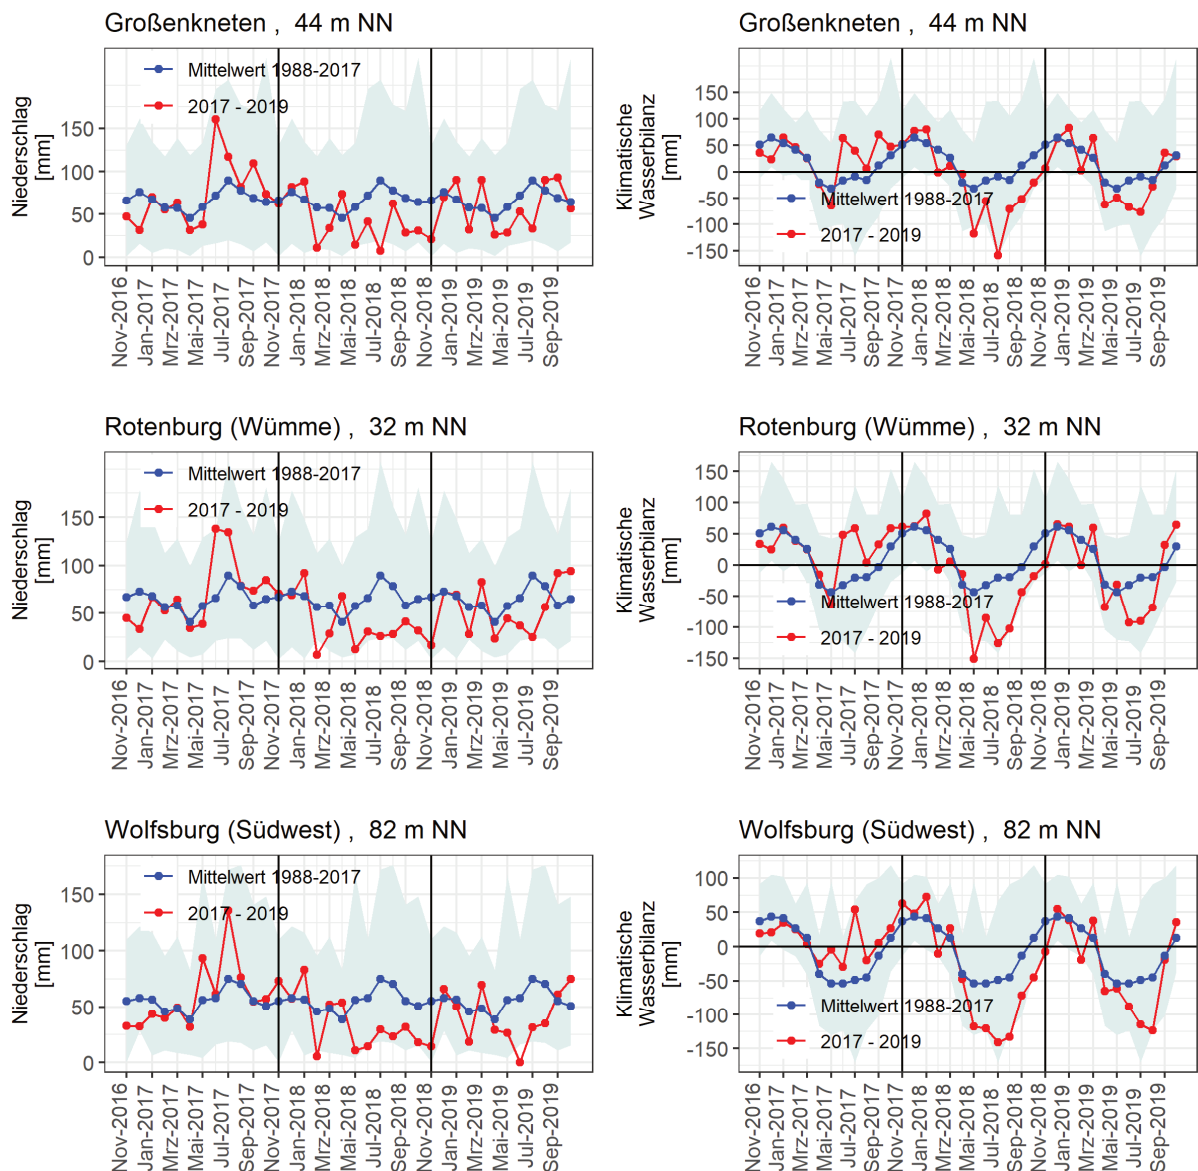 Großenkneten , 44 m NN
Niederschlag
[mm]
150
100
50
0
Mittelwert 1988-2017
2017 - 2019
Nov-2016
Jan-2017
Mrz-2017
Mai-2017
Jul-2017
Sep-2017
Nov-2017
Jan-2018
Mrz-2018
Mai-2018
Jul-2018
Sep-2018
Nov-2018
Jan-2019
Mrz-2019
Mai-2019
Jul-2019
Sep-2019
Großenkneten , 44 m NN
Klimatische
Wasserbilanz
[mm]
150
100
50
0
-50
-100
-150
Mittelwert 1988-2017
2017 - 2019
Nov-2016
Jan-2017
Mrz-2017
Mai-2017
Jul-2017
Sep-2017
Nov-2017
Jan-2018
Mrz-2018
Mai-2018
Jul-2018
Sep-2018
Nov-2018
Jan-2019
Mrz-2019
Mai-2019
Jul-2019
Sep-2019
Rotenburg (Wümme) , 32 m NN
Niederschlag
[mm]
150
100
50
0
Mittelwert 1988-2017
2017 - 2019
Nov-2016
Jan-2017
Mrz-2017
Mai-2017
Jul-2017
Sep-2017
Nov-2017
Jan-2018
Mrz-2018
Mai-2018
Jul-2018
Sep-2018
Nov-2018
Jan-2019
Mrz-2019
Mai-2019
Jul-2019
Sep-2019
Rotenburg (Wümme) , 32 m NN
Klimatische
Wasserbilanz
[mm]
150
100
50
0
-50
-100
-150
Mittelwert 1988-2017
2017 - 2019
Nov-2016
Jan-2017
Mrz-2017
Mai-2017
Jul-2017
Sep-2017
Nov-2017
Jan-2018
Mrz-2018
Mai-2018
Jul-2018
Sep-2018
Nov-2018
Jan-2019
Mrz-2019
Mai-2019
Jul-2019
Sep-2019
Wolfsburg (Südwest) , 82 m NN
Niederschlag
[mm]
150
100
50
0
Mittelwert 1988-2017
2017 - 2019
Nov-2016
Jan-2017
Mrz-2017
Mai-2017
Jul-2017
Sep-2017
Nov-2017
Jan-2018
Mrz-2018
Mai-2018
Jul-2018
Sep-2018
Nov-2018
Jan-2019
Mrz-2019
Mai-2019
Jul-2019
Sep-2019
Wolfsburg (Südwest) , 82 m NN
Klimatische
Wasserbilanz
[mm]
100
50
0
-50
-100
-150
Mittelwert 1988-2017
2017 - 2019
Nov-2016
Jan-2017
Mrz-2017
Mai-2017
Jul-2017
Sep-2017
Nov-2017
Jan-2018
Mrz-2018
Mai-2018
Jul-2018
Sep-2018
Nov-2018
Jan-2019
Mrz-2019
Mai-2019
Jul-2019
Sep-2019